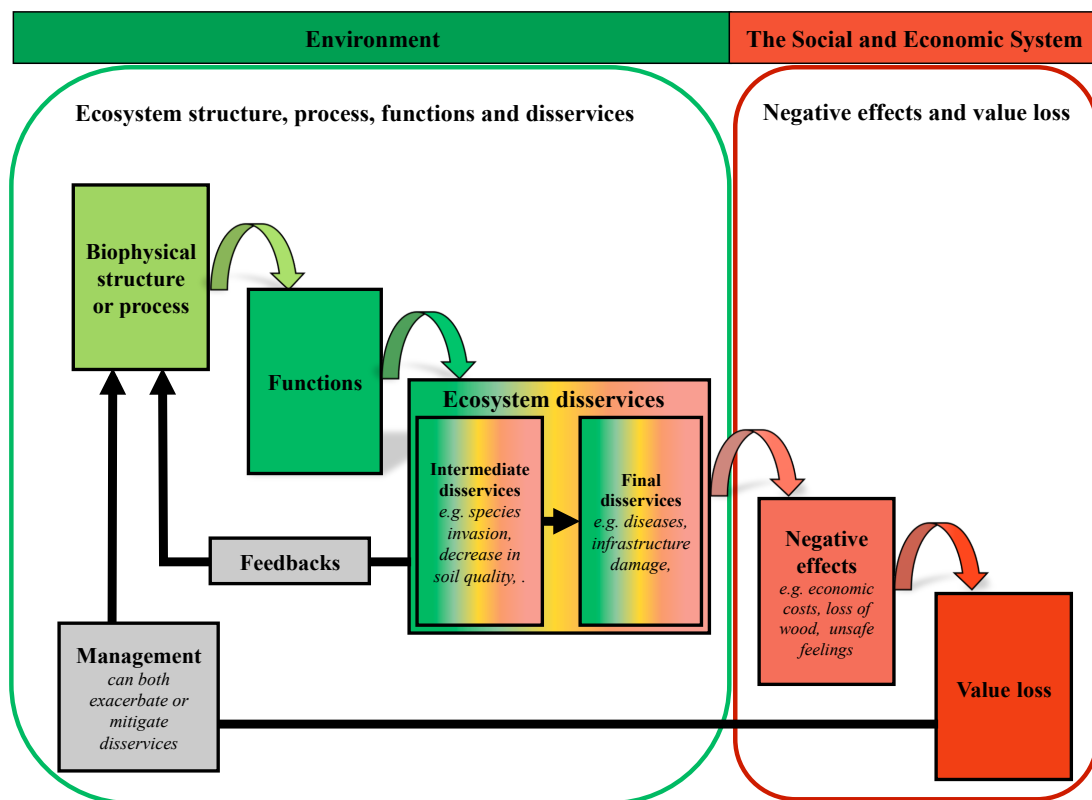 Environment
The Social and Economic System
Ecosystem structure, process, functions and disservices
Negative effects and value loss
Biophysical
structure
or process
Functions
Ecosystem disservices
Intermediate
disservices
e.g. species
invasion,
decrease in
soil quality, .
Final
disservices
e.g. diseases,
infrastructure
damage,
Feedbacks
Negative
effects
e.g. economic
costs, loss of
wood, unsafe
feelings
Management
can both
exacerbate or
mitigate
disservices
Value loss